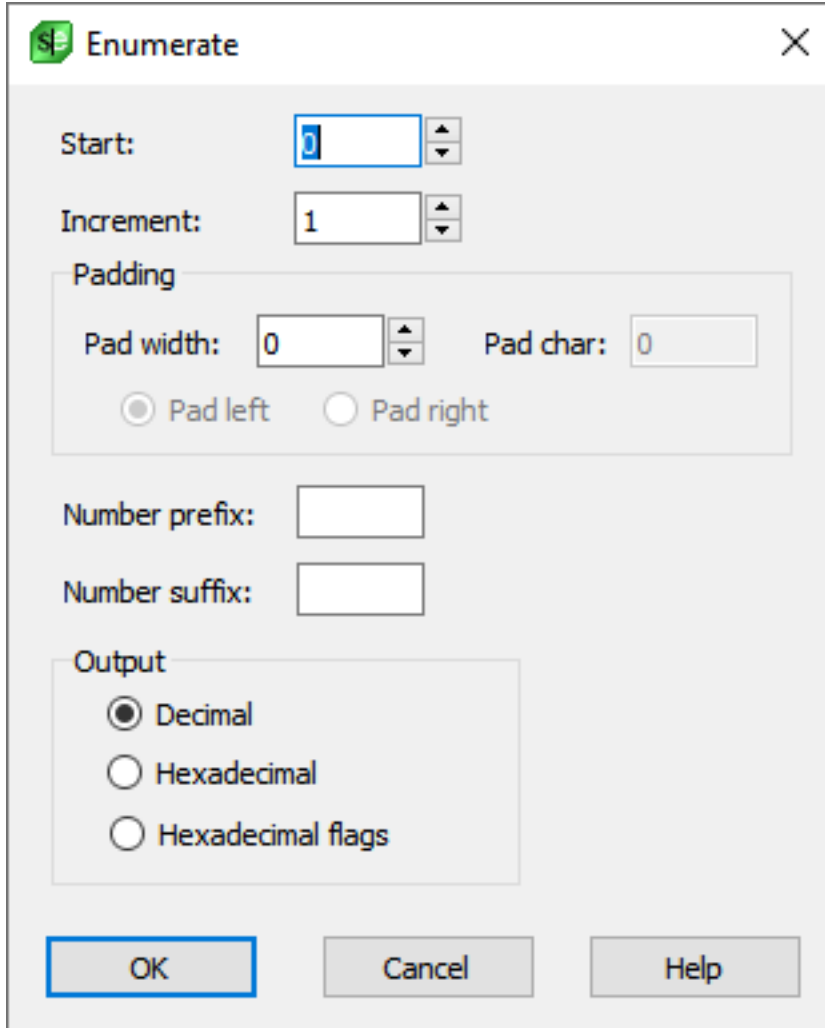 Enumerate
Start: 0
Increment: 1
Padding
Pad width: 0 Pad char: 0
Pad left Pad right
Number prefix:
Number suffix:
Output
Decimal
Hexadecimal
Hexadecimal flags
OK Cancel Help